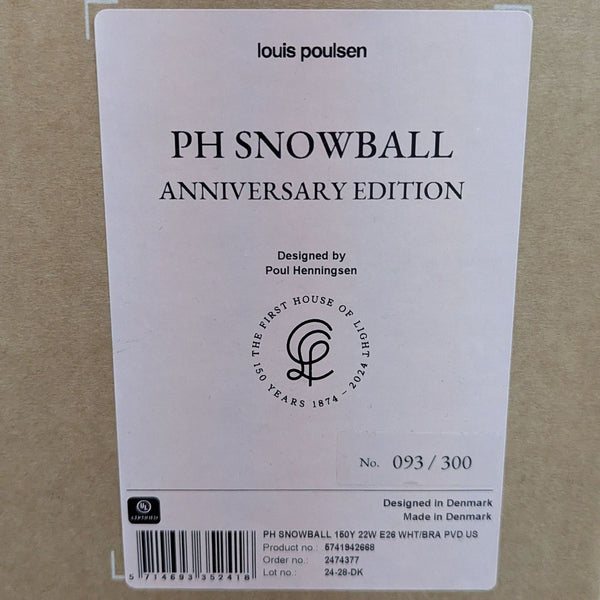 louis poulsen
PH SNOWBALL
ANNIVERSARY EDITION
Designed by
Poul Henningsen
THE FIRST HOUSE OF LIGHT
150 YEARS 1874 - 2024
No. 093 / 300
Designed in Denmark
Made in Denmark
UL
CERTIFIED
PH SNOWBALL 150Y 22W E26 WHT/BRA PVD US
Product no.: 5741942668
Order no.: 2474377
Lot no.: 24-28-DK
5 714693 352418